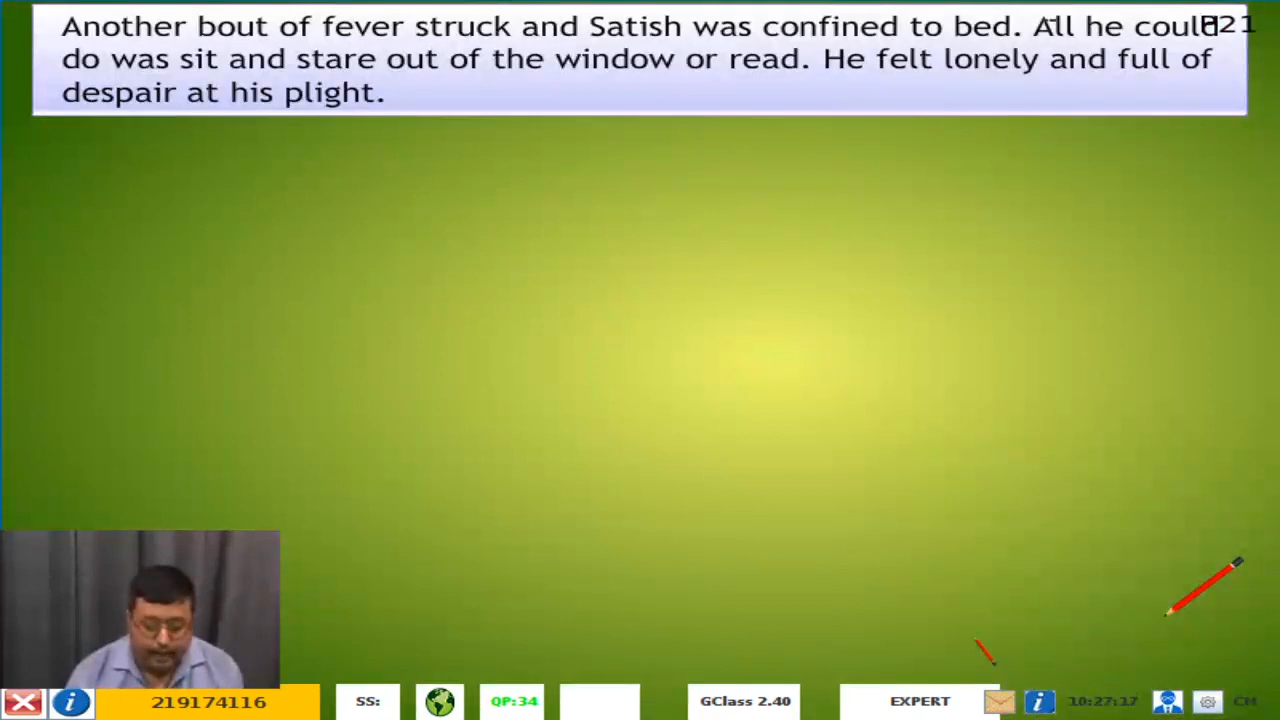 Another bout of fever struck and Satish was confined to bed. All he could
P21
do was sit and stare out of the window or read. He felt lonely and full of
despair at his plight.
219174116
SS:
QP:34
GClass 2.40
EXPERT
10:27:17
CM